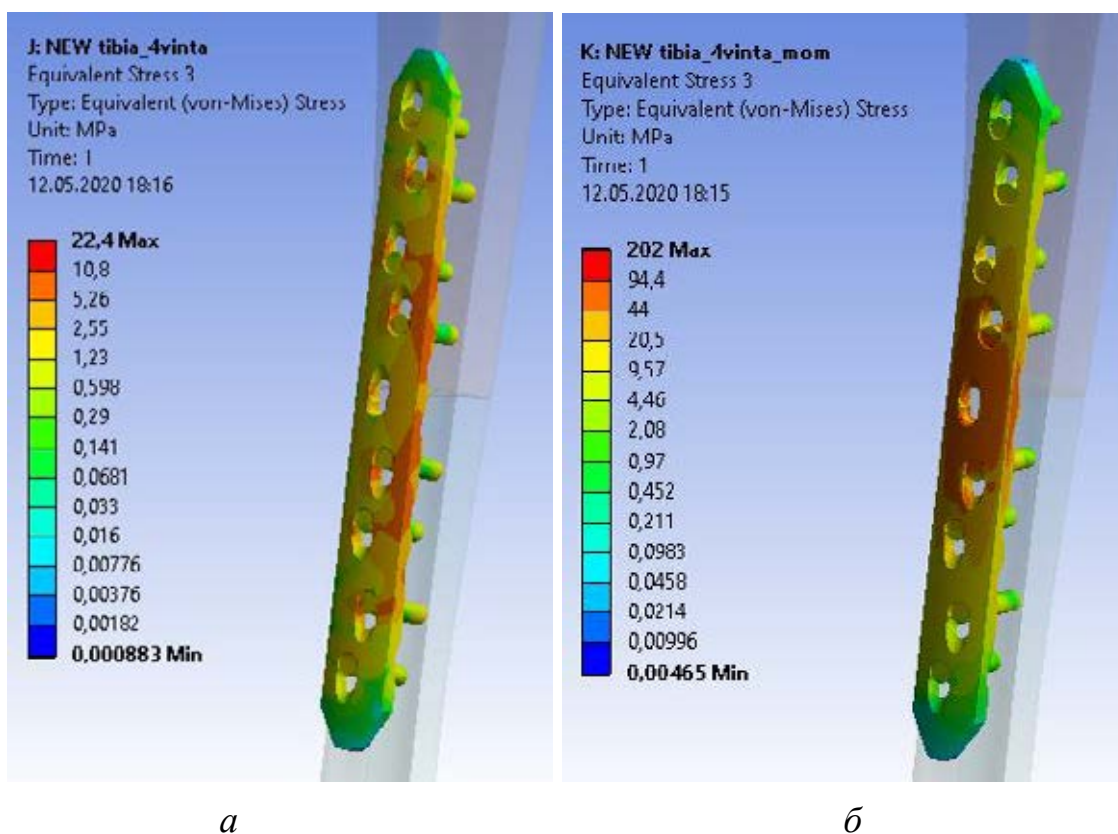 J: NEW tibia_4vinta
Equivalent Stress 3
Type: Equivalent (von-Mises) Stress
Unit: MPa
Time: 1
12.05.2020 18:16
22,4 Max
10,8
5,26
2,55
1,23
0,598
0,29
0,141
0,0681
0,033
0,016
0,00776
0,00376
0,00182
0,000883 Min
K: NEW tibia_4vinta_mom
Equivalent Stress 3
Type: Equivalent (von-Mises) Stress
Unit: MPa
Time: 1
12.05.2020 18:15
202 Max
94,4
44
20,5
9,57
4,46
2,08
0,97
0,452
0,211
0,0983
0,0458
0,0214
0,00996
0,00465 Min
а
б